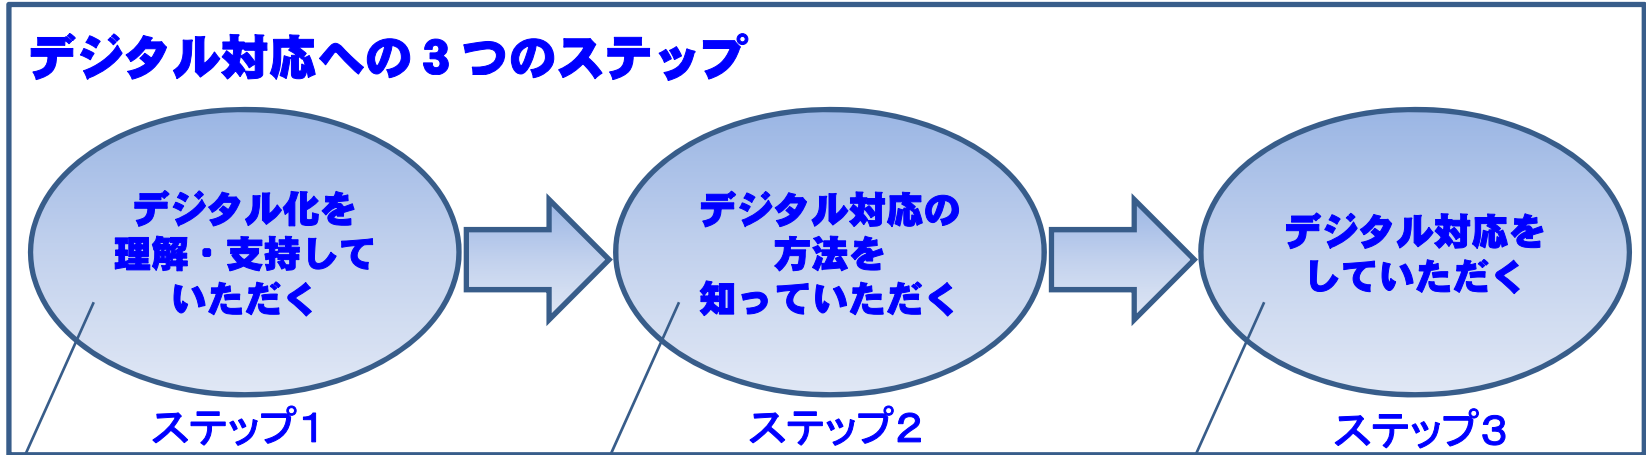 デジタル対応への３つのステップ
デジタル化を
理解・支持して
いただく
ステップ１
デジタル対応の
方法を
知っていただく
ステップ２
デジタル対応を
していただく
ステップ３